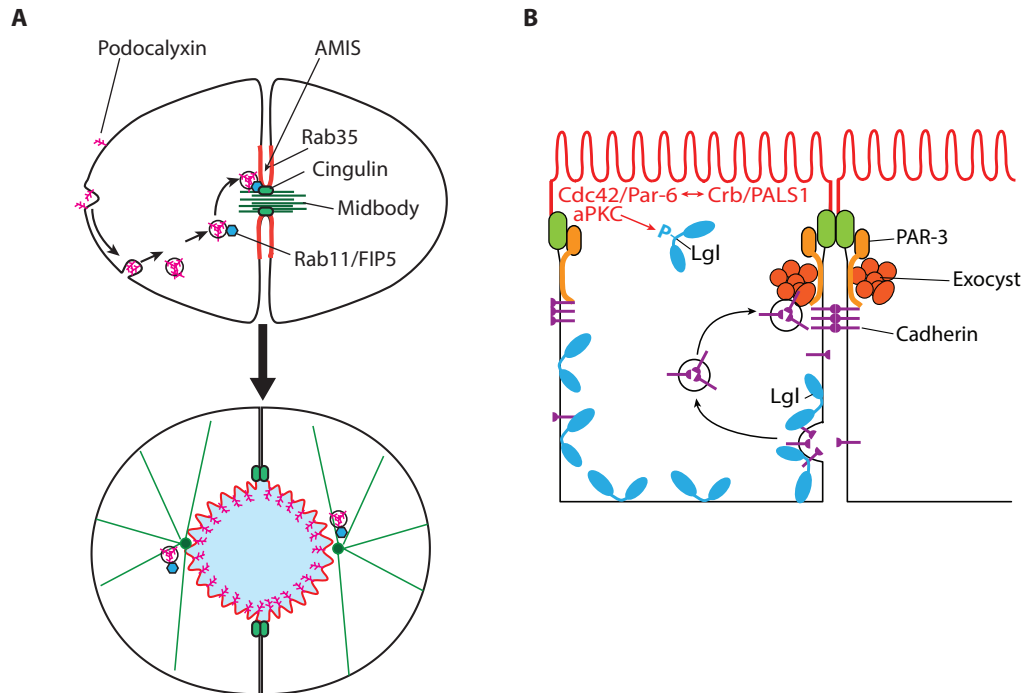 A
Podocalyxin
AMIS
Rab35
Cingulin
Midbody
Rab11/FIP5
B
Cdc42/Par-6 ↔ Crb/PALS1
aPKC
P
Lgl
PAR-3
Exocyst
Cadherin
Lgl